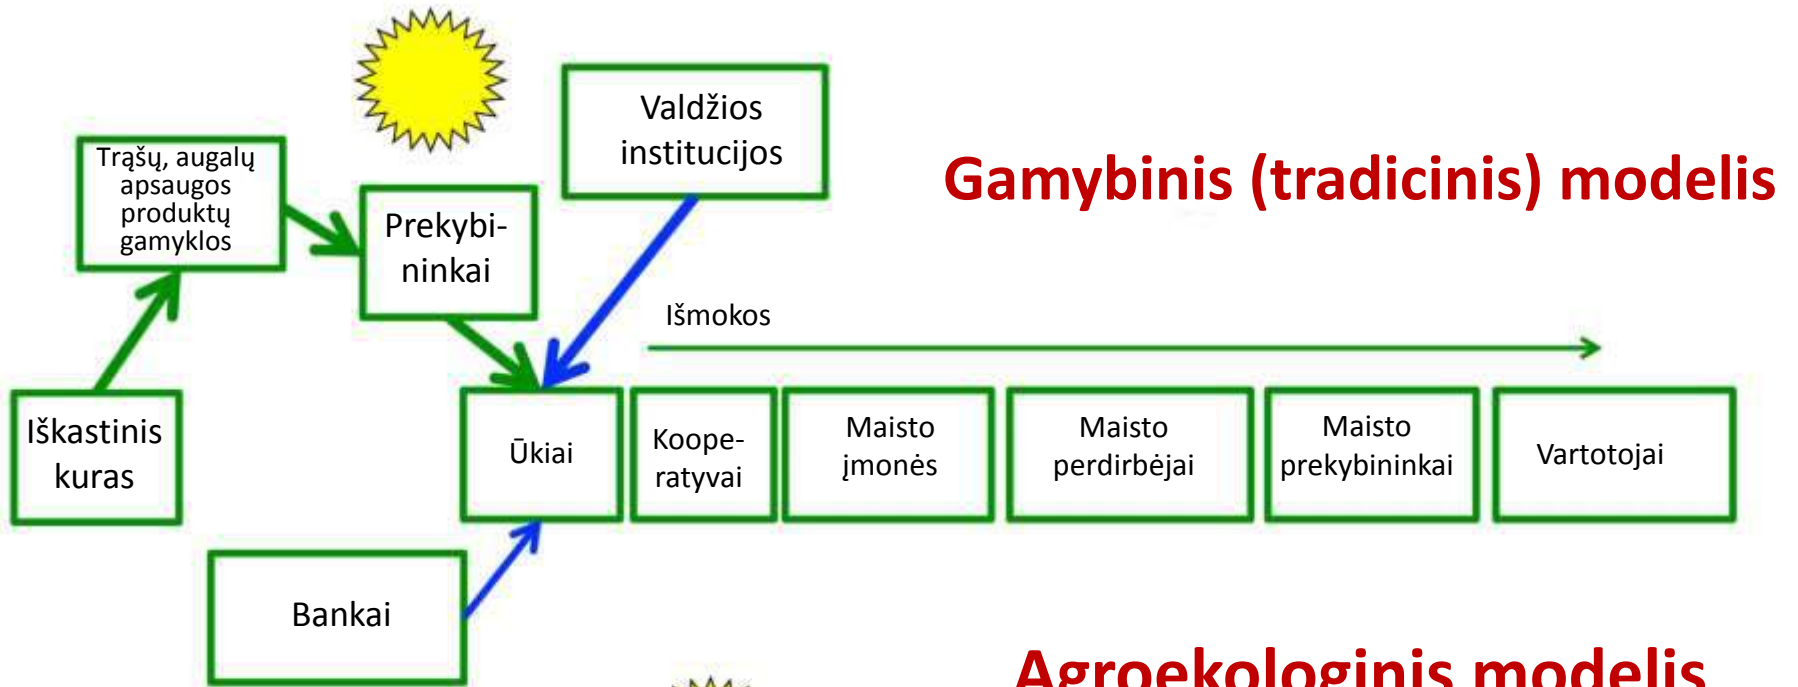 Valdžios
institucijos
Gamybinis (tradicinis) modelis
Trąšų, augalų
apsaugos
produktų
gamyklos
Prekybi-
ninkai
Išmokos
Iškastinis
kuras
Ūkiai
Koope-
ratyvai
Maisto
įmonės
Maisto
perdirbėjai
Maisto
prekybininkai
Vartotojai
Bankai
Agroekologinis modelis